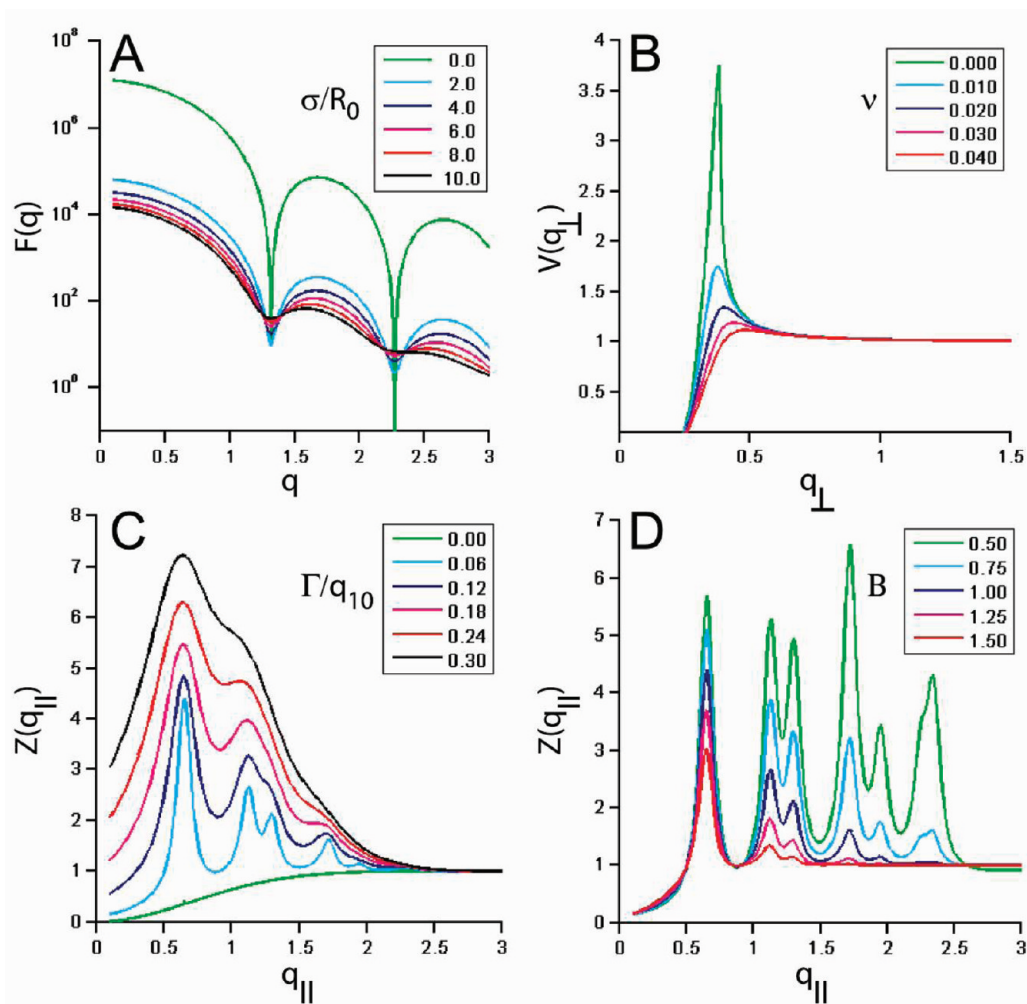 A
σ/R0
0.0
2.0
4.0
6.0
8.0
10.0
F(q)
10^8
10^6
10^4
10^2
10^0
0 0.5 1 1.5 2 2.5 3
q
B
ν
0.000
0.010
0.020
0.030
0.040
V(q⊥)
4
3.5
3
2.5
2
1.5
1
0.5
0 0.5 1 1.5
q⊥
C
Γ/q10
0.00
0.06
0.12
0.18
0.24
0.30
Z(q||)
8
7
6
5
4
3
2
1
0
0 0.5 1 1.5 2 2.5 3
q||
D
B
0.50
0.75
1.00
1.25
1.50
Z(q||)
7
6
5
4
3
2
1
0
0 0.5 1 1.5 2 2.5 3
q||